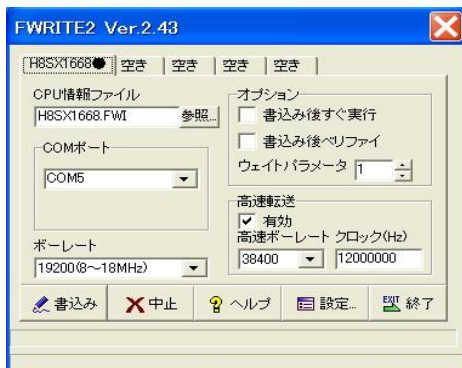 FWRITE2 Ver.2.43
H8SX1668● 空き 空き 空き 空き
CPU情報ファイル
H8SX1668.FWI 参照...
COMポート
COM5
ボーレート
19200(8～18MHz)
オプション
書込み後すぐ実行
書込み後ベリファイ
ウェイトパラメータ 1
高速転送
有効
高速ボーレート クロック(Hz)
38400 12000000
書込み 中止 ヘルプ 設定... EXIT 終了